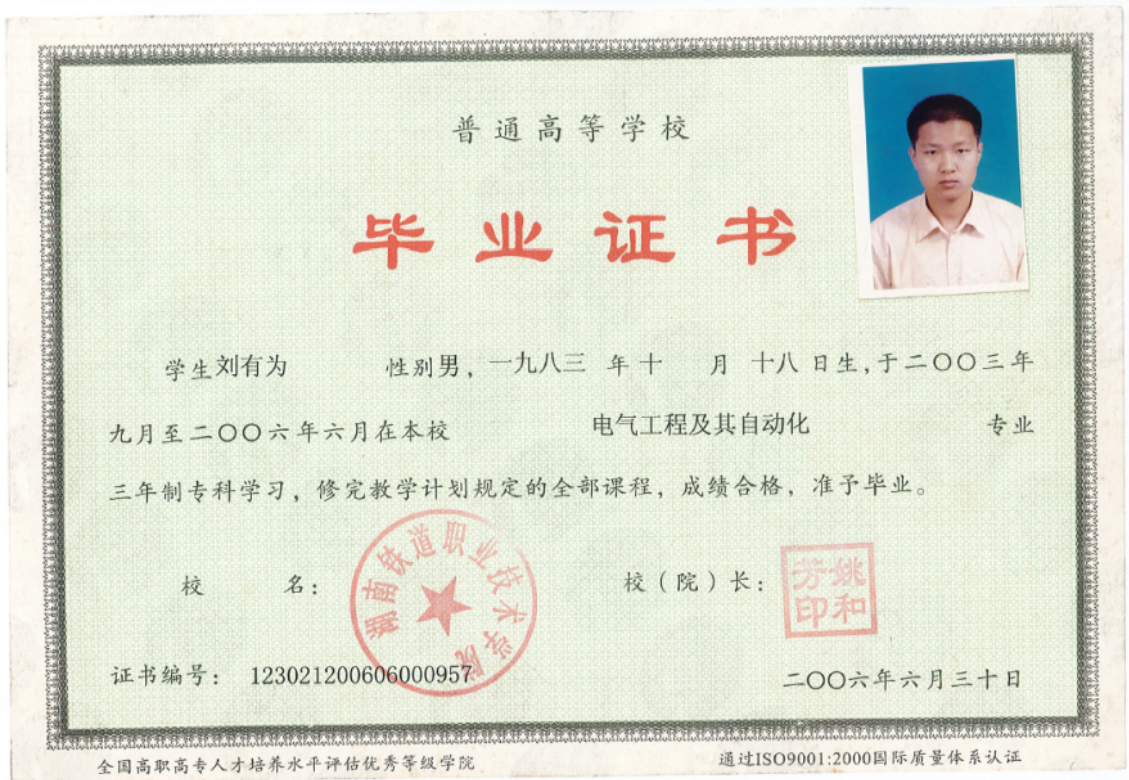 普通高等学校
毕业证书
学生刘有为 性别男，一九八三 年十 月 十八 日生，于二〇〇三年
九月至二〇〇六年六月在本校 电气工程及其自动化 专业
三年制专科学习，修完教学计划规定的全部课程，成绩合格，准予毕业。
校 名： 湖南铁道职业技术学院 校（院）长： 姚和芳印
证书编号： 123021200606000957 二〇〇六年六月三十日
全国高职高专人才培养水平评估优秀等级学院 通过ISO9001:2000国际质量体系认证